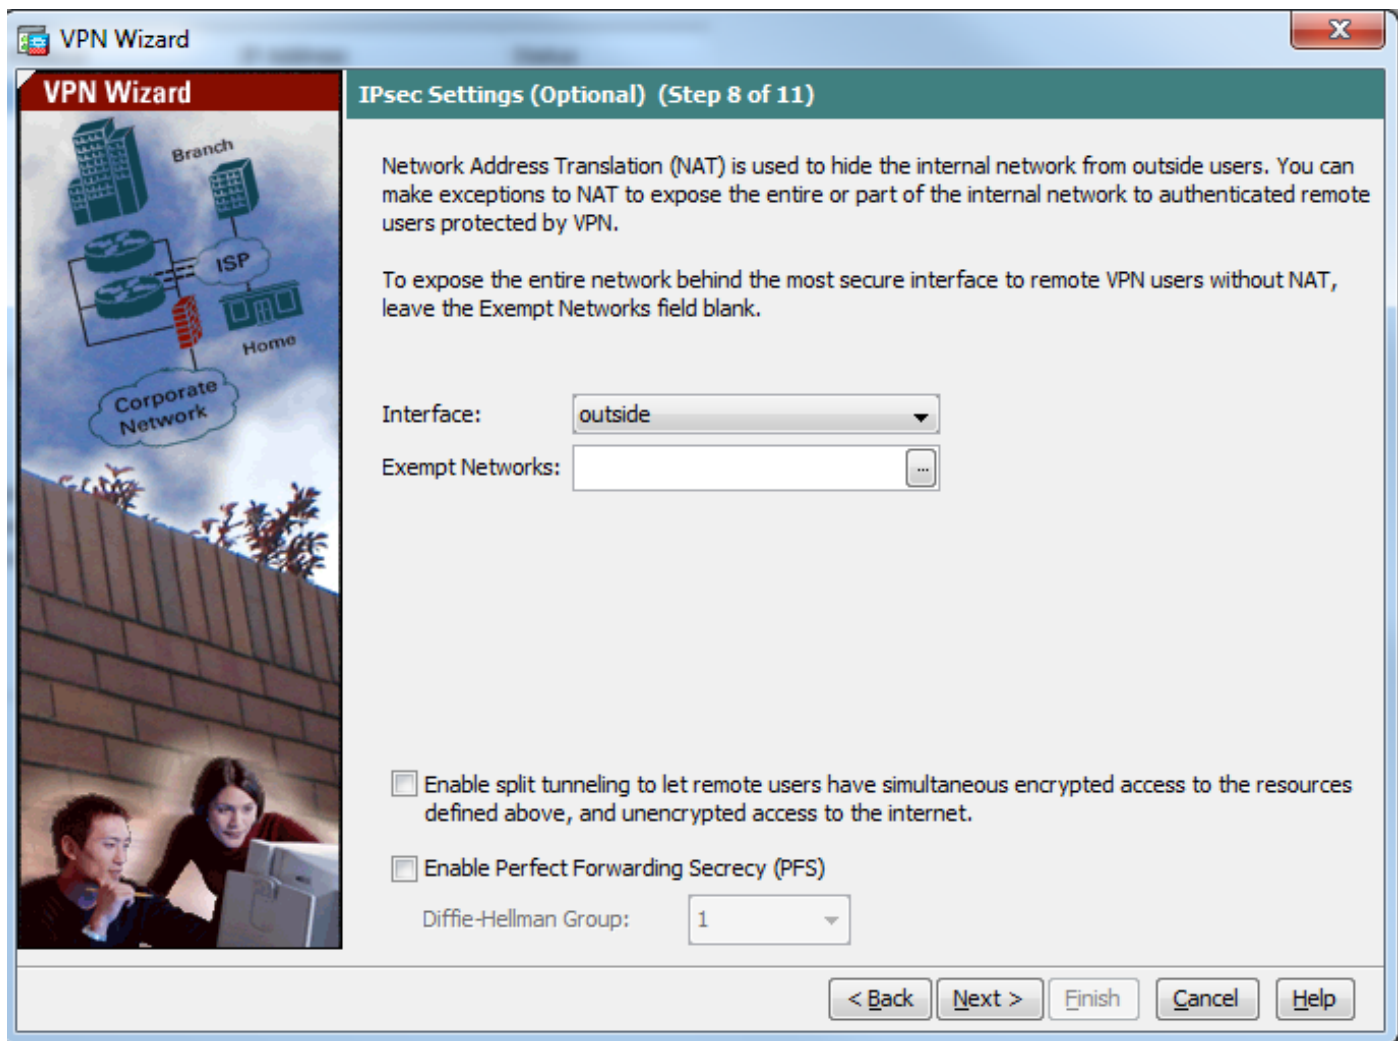 VPN Wizard
VPN Wizard
IPsec Settings (Optional) (Step 8 of 11)
Branch
ISP
Home
Corporate
Network
Network Address Translation (NAT) is used to hide the internal network from outside users. You can
make exceptions to NAT to expose the entire or part of the internal network to authenticated remote
users protected by VPN.
To expose the entire network behind the most secure interface to remote VPN users without NAT,
leave the Exempt Networks field blank.
Interface: outside
Exempt Networks: ...
Enable split tunneling to let remote users have simultaneous encrypted access to the resources
defined above, and unencrypted access to the internet.
Enable Perfect Forwarding Secrecy (PFS)
Diffie-Hellman Group: 1
< Back Next > Finish Cancel Help